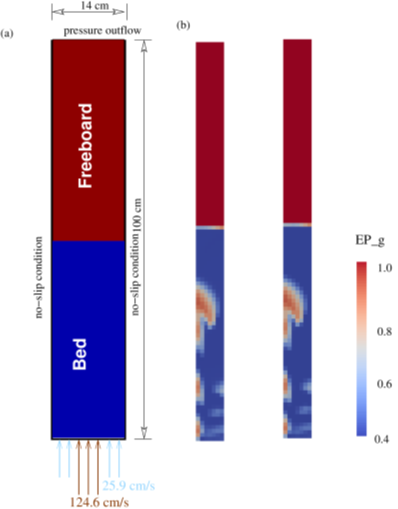 14 cm
pressure outflow
(a)
(b)
Freeboard
no-slip condition
no-slip condition
100 cm
Bed
EP_g
1.0
0.8
0.6
0.4
25.9 cm/s
124.6 cm/s